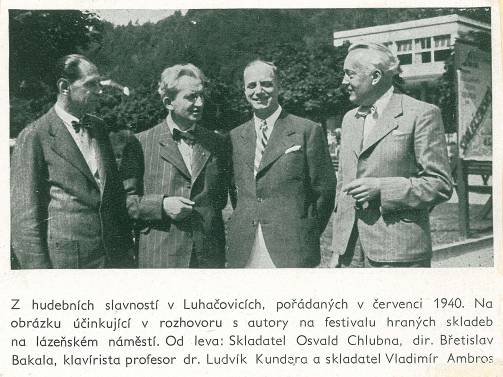 Z hudebních slavností v Luhačovicích, pořádaných v červenci 1940. Na
obrázku účinkující v rozhovoru s autory na festivalu hraných skladeb
na lázeňském náměstí. Od leva: Skladatel Osvald Chlubna, dir. Břetislav
Bakala, klavírista profesor dr. Ludvík Kundera a skladatel Vladimír Ambros